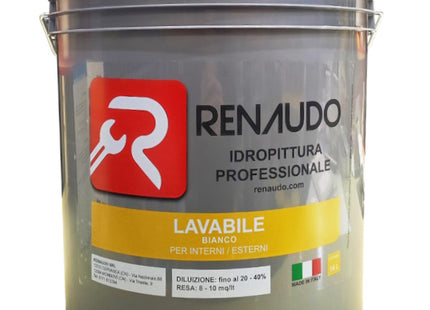 RENAUDO
IDROPITTURA
PROFESSIONALE
renaudo.com
LAVABILE
BIANCO
PER INTERNI / ESTERNI
DILUIZIONE: fino al 20 - 40%
RESA: 8 - 10 mq/lt
MADE IN ITALY